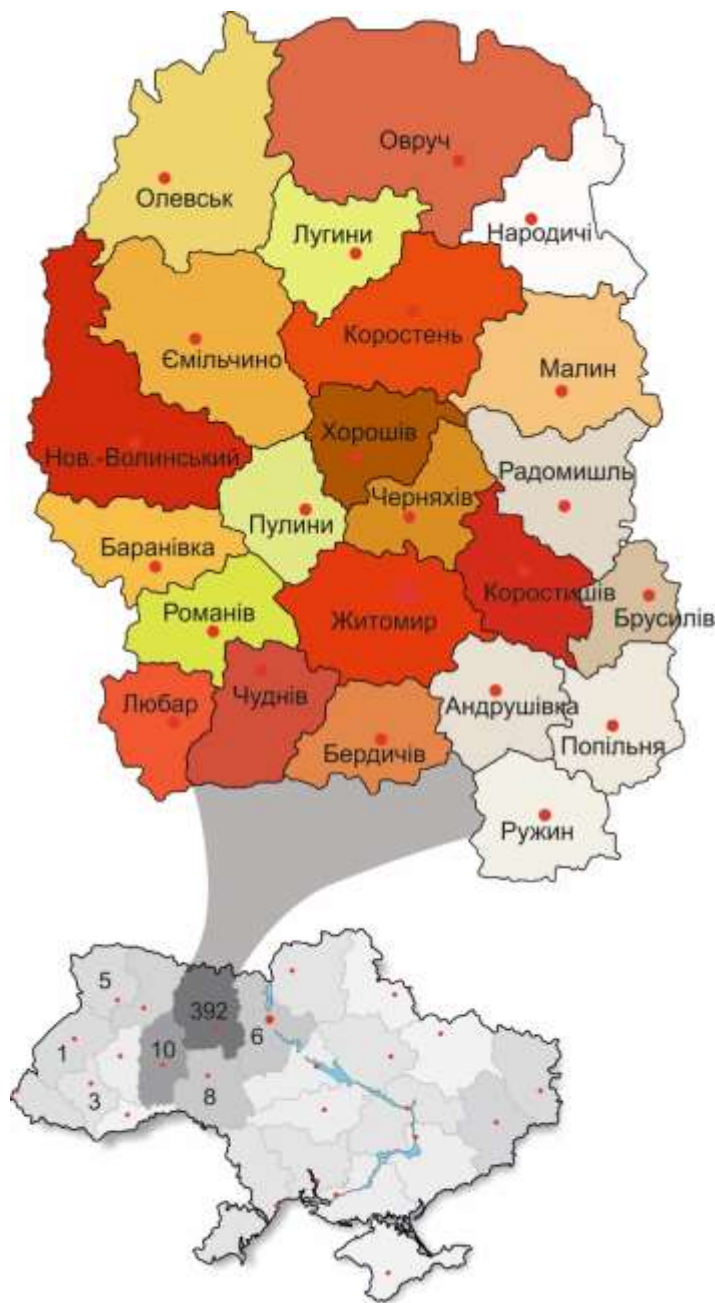 Овруч
Олевськ
Лугини
Народичі
Коростень
Ємільчино
Малин
Хорошів
Нов.-Волинський
Радомишль
Черняхів
Пулини
Баранівка
Коростишів
Романів
Житомир
Брусилів
Любар
Чуднів
Андрушівка
Бердичів
Попільня
Ружин
5
392
6
1
10
3
8